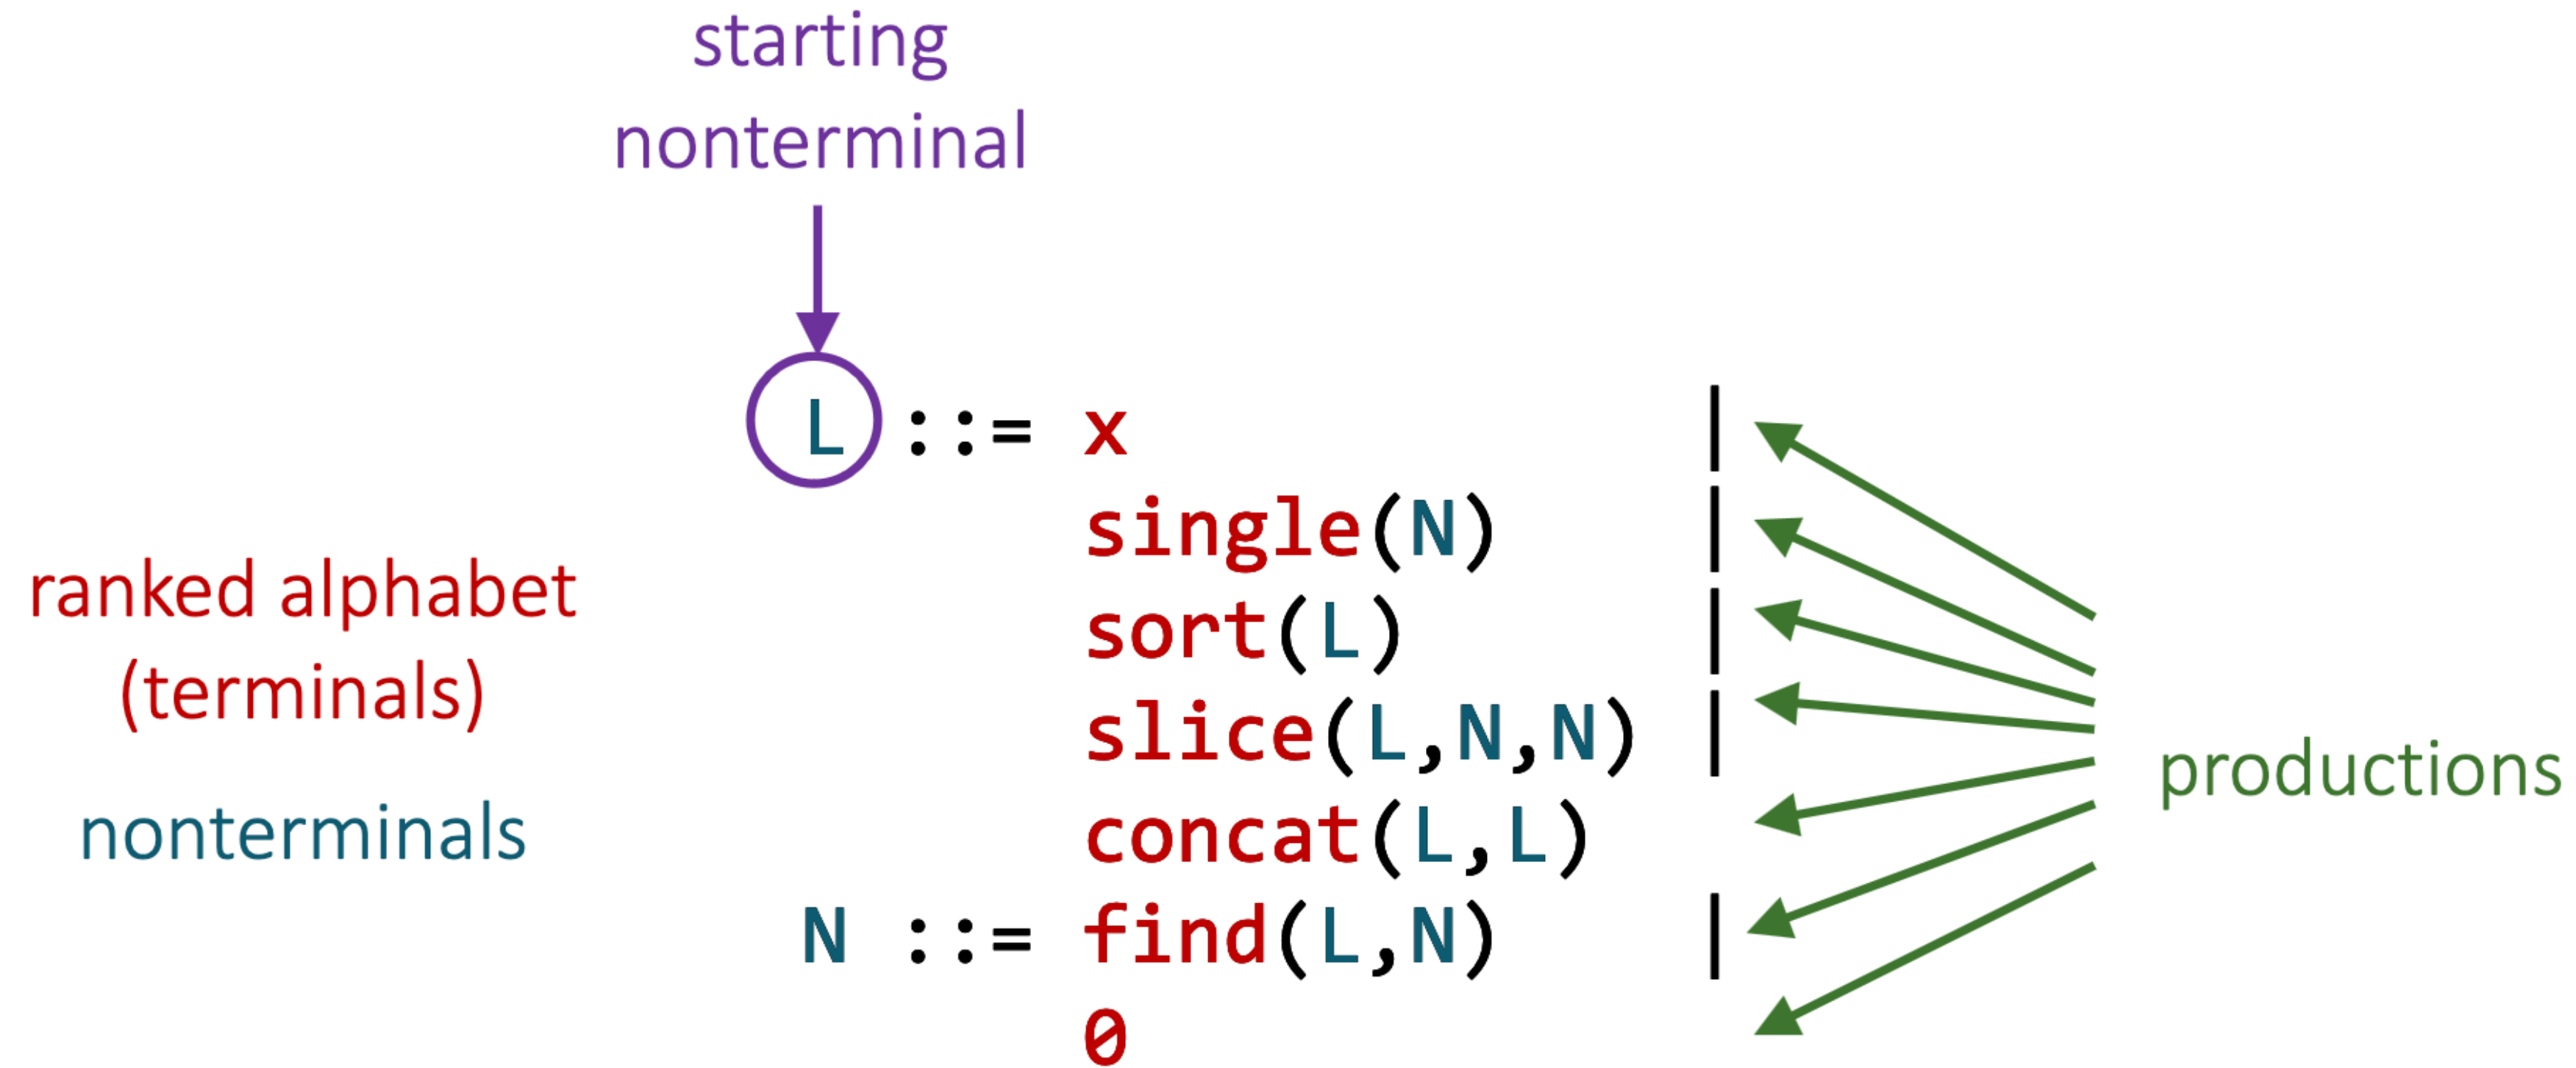 starting
nonterminal
L ::= x |
single(N) |
sort(L) |
ranked alphabet
(terminals)
slice(L,N,N) |
productions
nonterminals
concat(L,L)
N ::= find(L,N) |
0